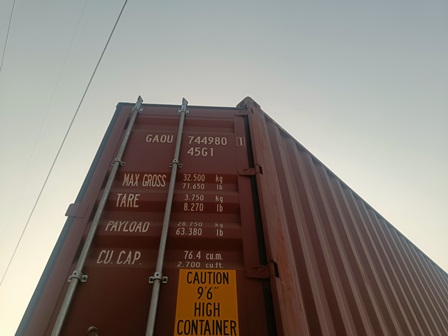 GAOU 744980 1
45G1
MAX GROSS 32.500 kg
71.650 lb
TARE 3.750 kg
8.270 lb
PAYLOAD 28.750 kg
63.380 lb
CU. CAP. 76.4 cu.m.
2.700 cu.ft.
CAUTION
9'6"
HIGH
CONTAINER